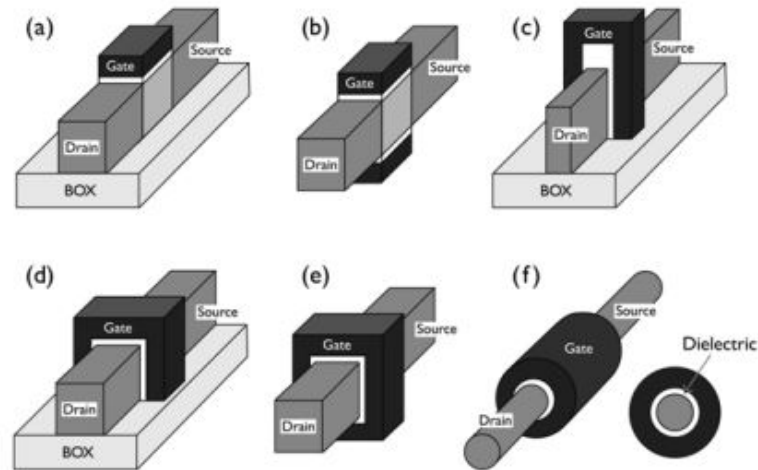 (a)
Gate
Source
Drain
BOX
(b)
Gate
Source
Drain
(c)
Gate
Source
Drain
BOX
(d)
Gate
Source
Drain
BOX
(e)
Gate
Source
Drain
(f)
Source
Gate
Dielectric
Drain